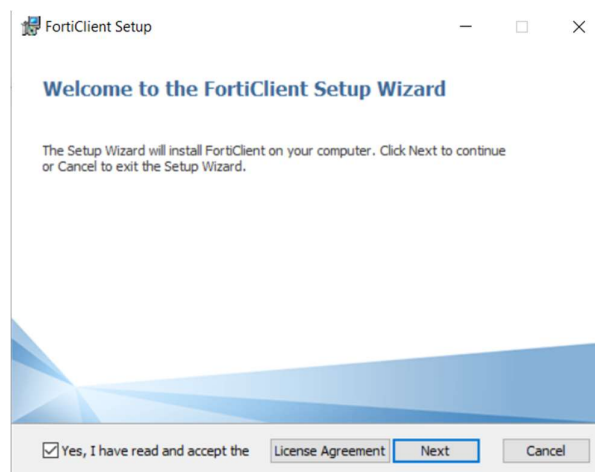 FortiClient Setup
Welcome to the FortiClient Setup Wizard
The Setup Wizard will install FortiClient on your computer. Click Next to continue
or Cancel to exit the Setup Wizard.
Yes, I have read and accept the License Agreement Next Cancel